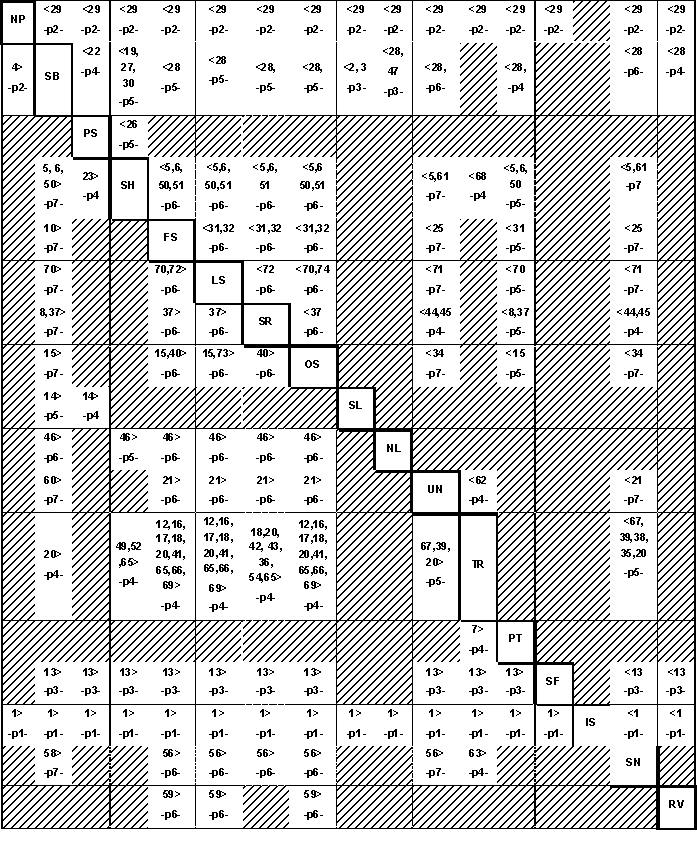 NP
<29
-p2-
<29
-p2-
<29
-p2-
<29
-p2-
<29
-p2-
<29
-p2-
<29
-p2-
<29
-p2-
<29
-p2-
<29
-p2-
<29
-p2-
<29
-p2-
<29
-p2-
<29
-p2-
<29
-p2-
4>
-p2-
SB
<22
-p4-
<19,
27,
30
-p5-
<28
-p5-
<28
-p5-
<28,
-p5-
<28,
-p5-
<2, 3
-p3-
<28,
47
-p3-
<28,
-p6-
<28,
-p4
<28
-p6-
<28
-p4-
PS
<26
-p5-
5, 6,
50>
-p7-
23>
-p4
SH
<5,6,
50,51
-p6-
<5,6,
50,51
-p6-
<5,6,
51
-p6-
<5,6
50,51
-p6-
<5,61
-p7-
<68
-p4
<5,6,
50
-p5-
<5,61
-p7
10>
-p7-
FS
<31,32
-p6-
<31,32
-p6-
<31,32
-p6-
<25
-p7-
<31
-p5-
<25
-p7-
70>
-p7-
70,72>
-p6-
LS
<72
-p6-
<70,74
-p6-
<71
-p7-
<70
-p5-
<71
-p7-
8,37>
-p7-
37>
-p6-
37>
-p6-
SR
<37
-p6-
<44,45
-p4-
<8,37
-p5-
<44,45
-p4-
15>
-p7-
15,40>
-p6-
15,73>
-p6-
40>
-p6-
OS
<34
-p7-
<15
-p5-
<34
-p7-
14>
-p5-
14>
-p4
SL
46>
-p6-
46>
-p5-
46>
-p6-
46>
-p6-
46>
-p6-
46>
-p6-
NL
60>
-p7-
21>
-p6-
21>
-p6-
21>
-p6-
21>
-p6-
UN
<62
-p4-
<21
-p7-
20>
-p4-
49,52
,65>
-p4-
12,16,
17,18,
20,41,
65,66,
69>
-p4-
12,16,
17,18,
20,41,
65,66,
69>
-p4-
18,20,
42, 43,
36,
54,65>
-p4-
12,16,
17,18,
20,41,
65,66,
69>
-p4-
67,39,
20>
-p5-
TR
<67,
39,38,
35,20
-p5-
7>
-p4-
PT
13>
-p3-
13>
-p3-
13>
-p3-
13>
-p3-
13>
-p3-
13>
-p3-
13>
-p3-
13>
-p3-
13>
-p3-
13>
-p3-
SF
<13
-p3-
<13
-p3-
1>
-p1-
1>
-p1-
1>
-p1-
1>
-p1-
1>
-p1-
1>
-p1-
1>
-p1-
1>
-p1-
1>
-p1-
1>
-p1-
1>
-p1-
1>
-p1-
1>
-p1-
1>
-p1-
IS
<1
-p1-
<1
-p1-
58>
-p7-
56>
-p6-
56>
-p6-
56>
-p6-
56>
-p6-
56>
-p7-
63>
-p4-
SN
59>
-p6-
59>
-p6-
59>
-p6-
RV